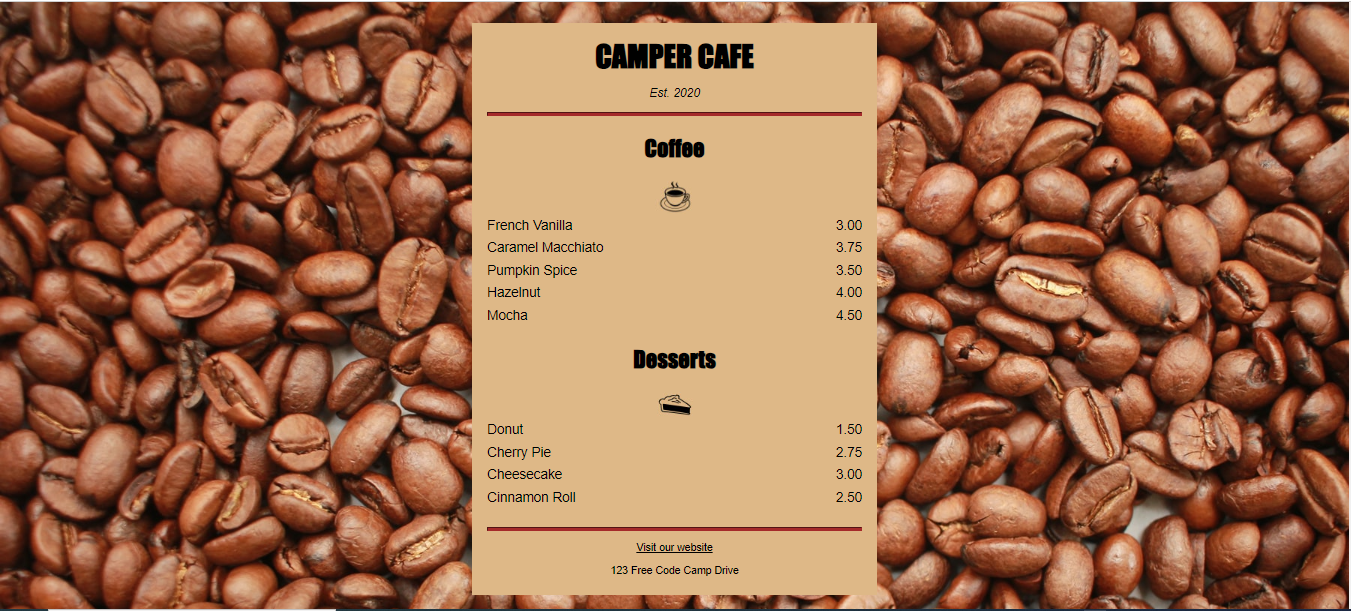 CAMPER CAFE
Est. 2020
Coffee
French Vanilla 3.00
Caramel Macchiato 3.75
Pumpkin Spice 3.50
Hazelnut 4.00
Mocha 4.50
Desserts
Donut 1.50
Cherry Pie 2.75
Cheesecake 3.00
Cinnamon Roll 2.50
Visit our website
123 Free Code Camp Drive